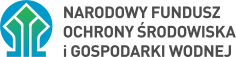 NARODOWY FUNDUSZ
OCHRONY ŚRODOWISKA
i GOSPODARKI WODNEJ